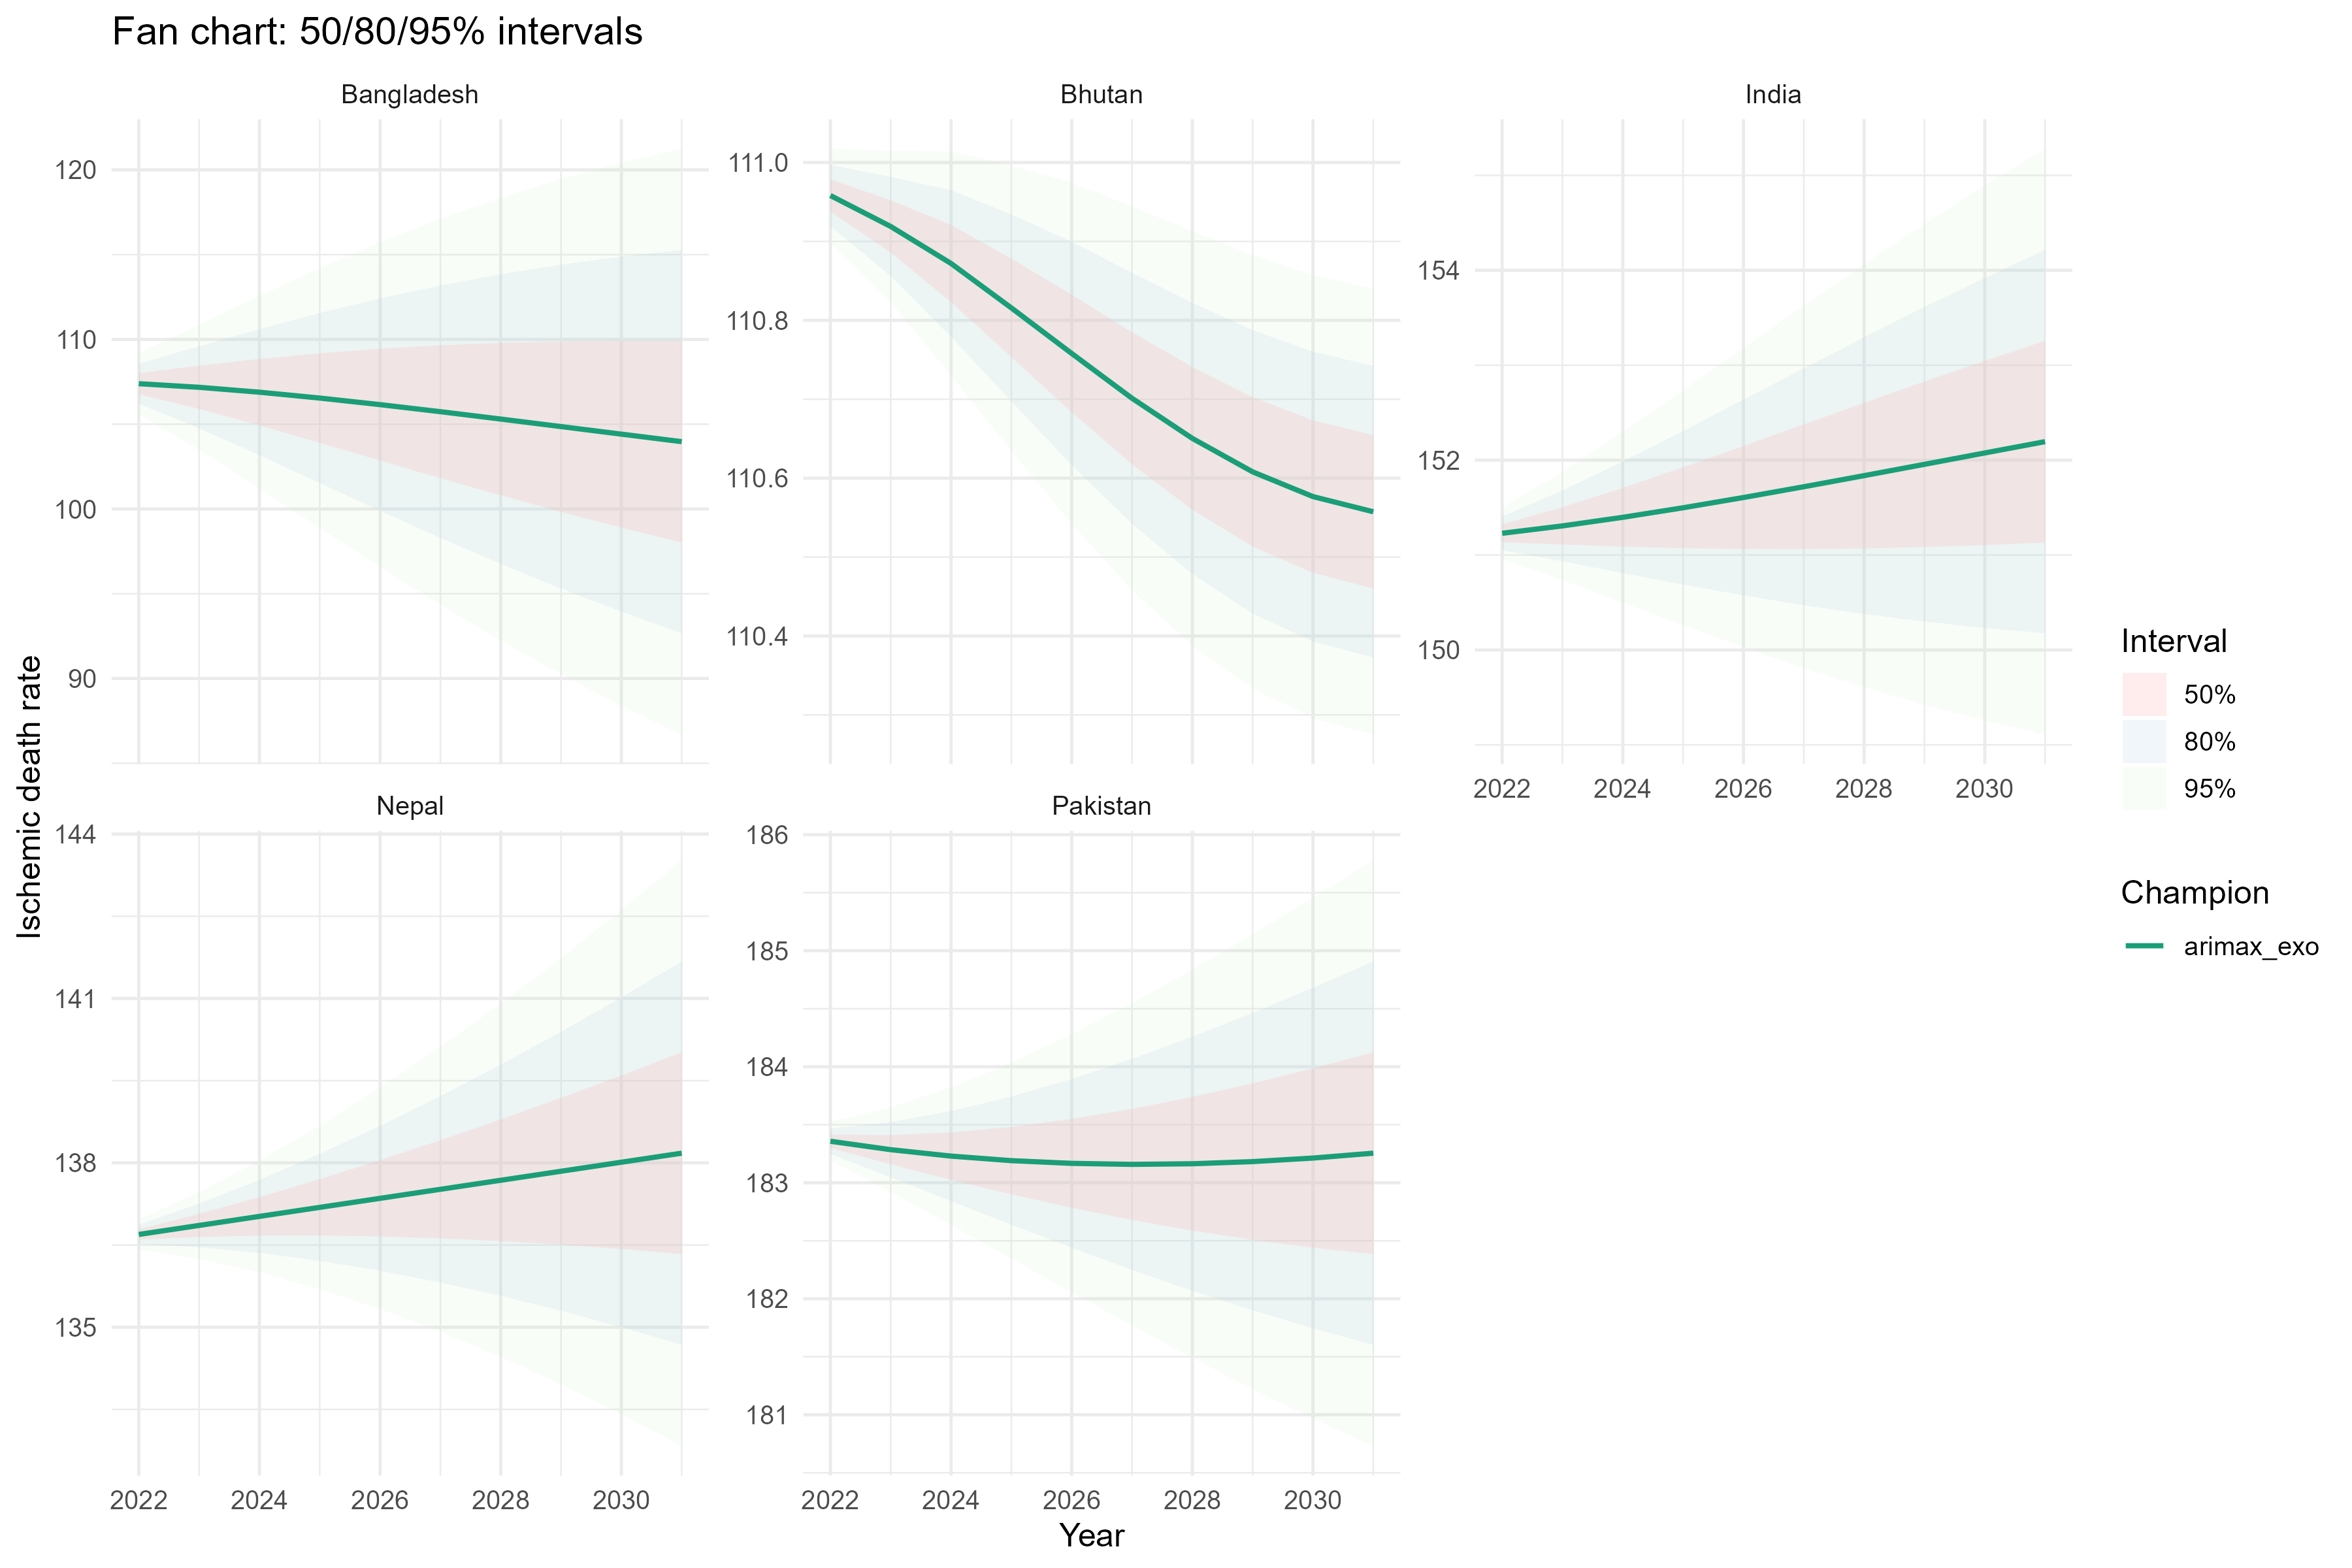 Fan chart: 50/80/95% intervals
Bangladesh
Bhutan
India
120
110
100
90
111.0
110.8
110.6
110.4
154
152
150
2022 2024 2026 2028 2030
Ischemic death rate
Nepal
Pakistan
144
141
138
135
186
185
184
183
182
181
2022 2024 2026 2028 2030
2022 2024 2026 2028 2030
Year
Interval
50%
80%
95%
Champion
arimax_exo